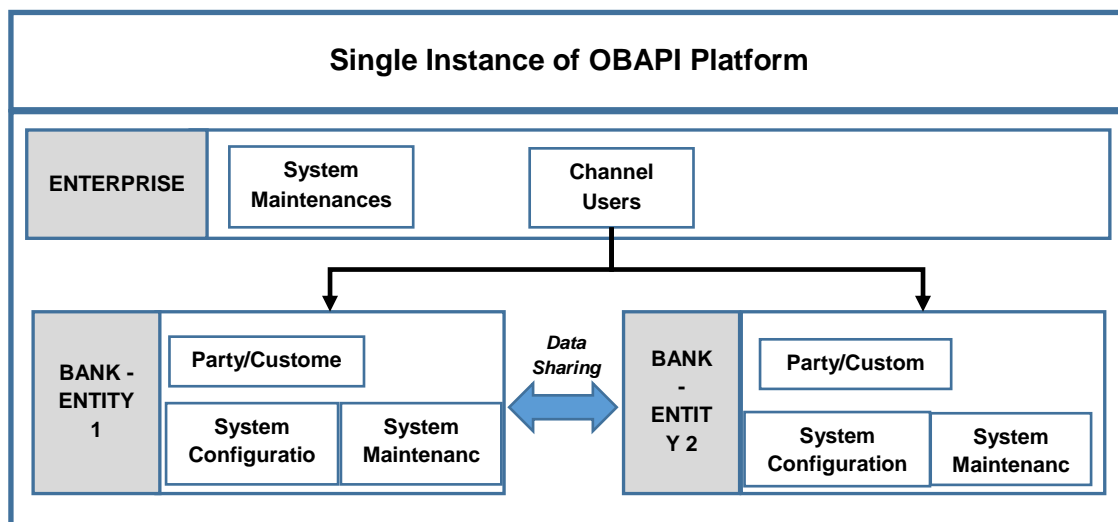 Single Instance of OBAPI Platform
ENTERPRISE
System
Maintenances
Channel
Users
BANK -
ENTITY
1
Party/Custome
System
Configuratio
System
Maintenanc
Data
Sharing
BANK
-
ENTIT
Y 2
Party/Custom
System
Configuration
System
Maintenanc